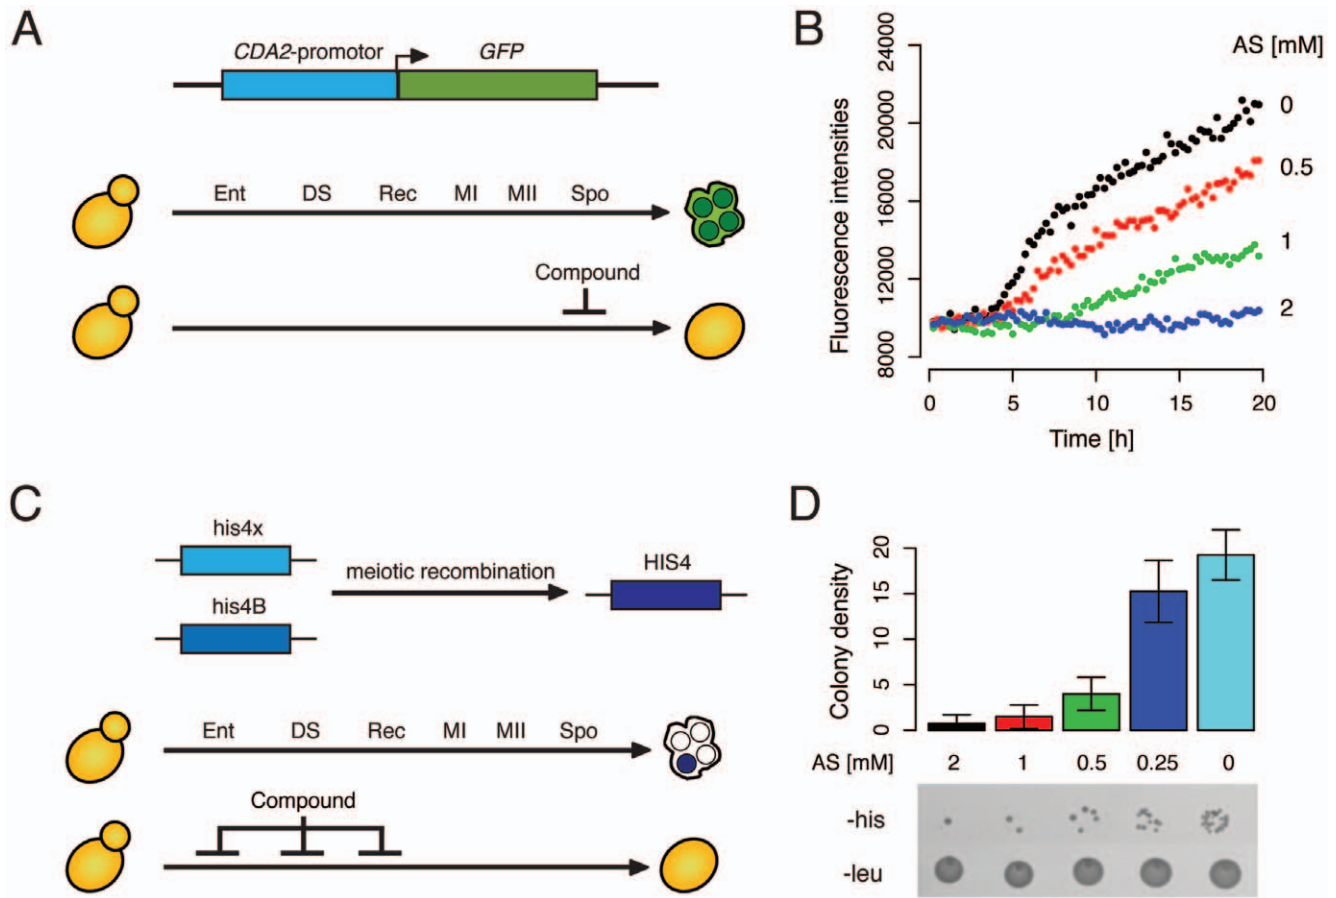 A
CDA2-promotor
GFP
Ent DS Rec MI MII Spo
Compound
B
AS [mM]
Fluorescence intensities
24000
20000
16000
12000
8000
0
0.5
1
2
0 5 10 15 20
Time [h]
C
his4x
his4B
meiotic recombination
HIS4
Ent DS Rec MI MII Spo
Compound
D
Colony density
20
15
10
5
0
AS [mM] 2 1 0.5 0.25 0
-his
-leu